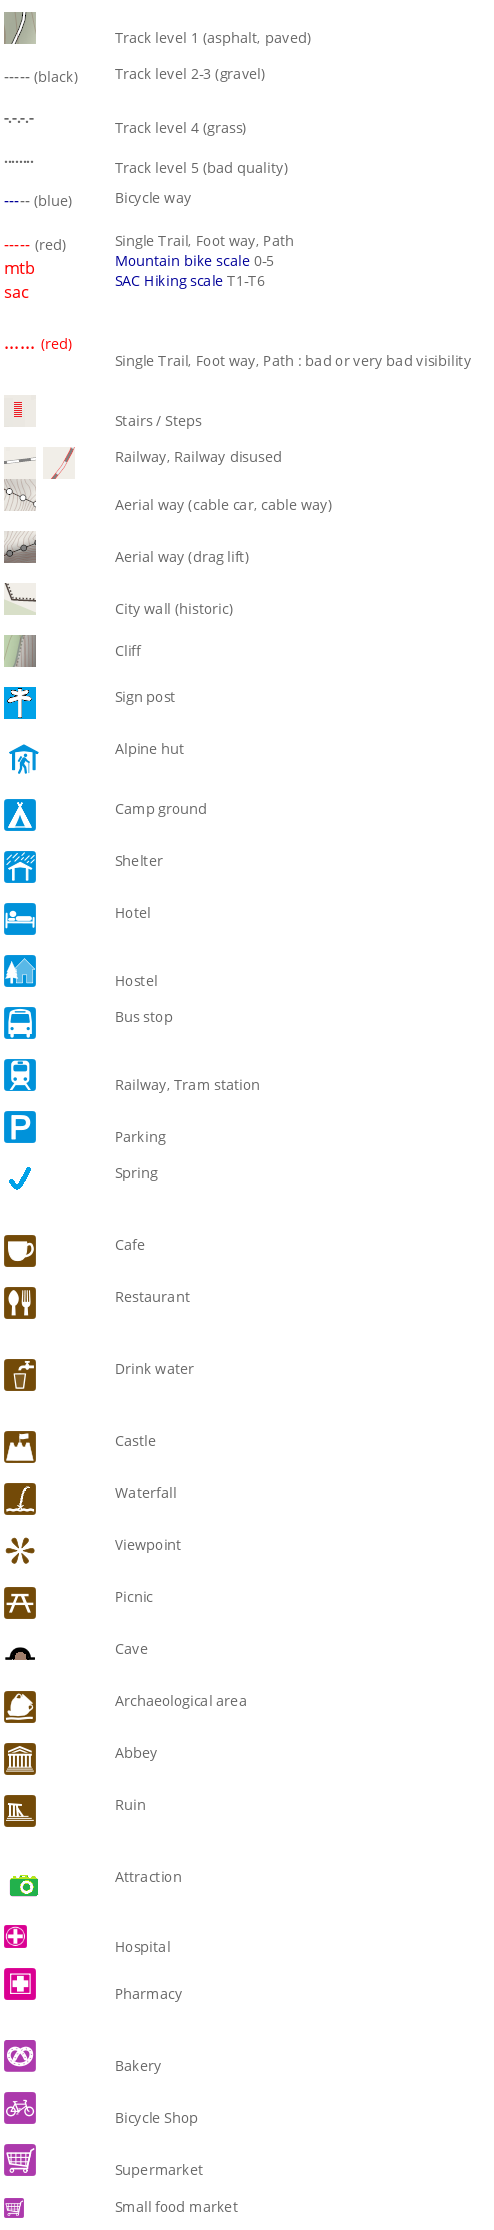 Track level 1 (asphalt, paved)
----- (black) Track level 2-3 (gravel)
-.-.-.- Track level 4 (grass)
........ Track level 5 (bad quality)
----- (blue) Bicycle way
----- (red) Single Trail, Foot way, Path
mtb Mountain bike scale 0-5
sac SAC Hiking scale T1-T6
...... (red)
Single Trail, Foot way, Path : bad or very bad visibility
Stairs / Steps
Railway, Railway disused
Aerial way (cable car, cable way)
Aerial way (drag lift)
City wall (historic)
Cliff
Sign post
Alpine hut
Camp ground
Shelter
Hotel
Hostel
Bus stop
Railway, Tram station
P Parking
Spring
Cafe
Restaurant
Drink water
Castle
Waterfall
Viewpoint
Picnic
Cave
Archaeological area
Abbey
Ruin
Attraction
Hospital
Pharmacy
Bakery
Bicycle Shop
Supermarket
Small food market